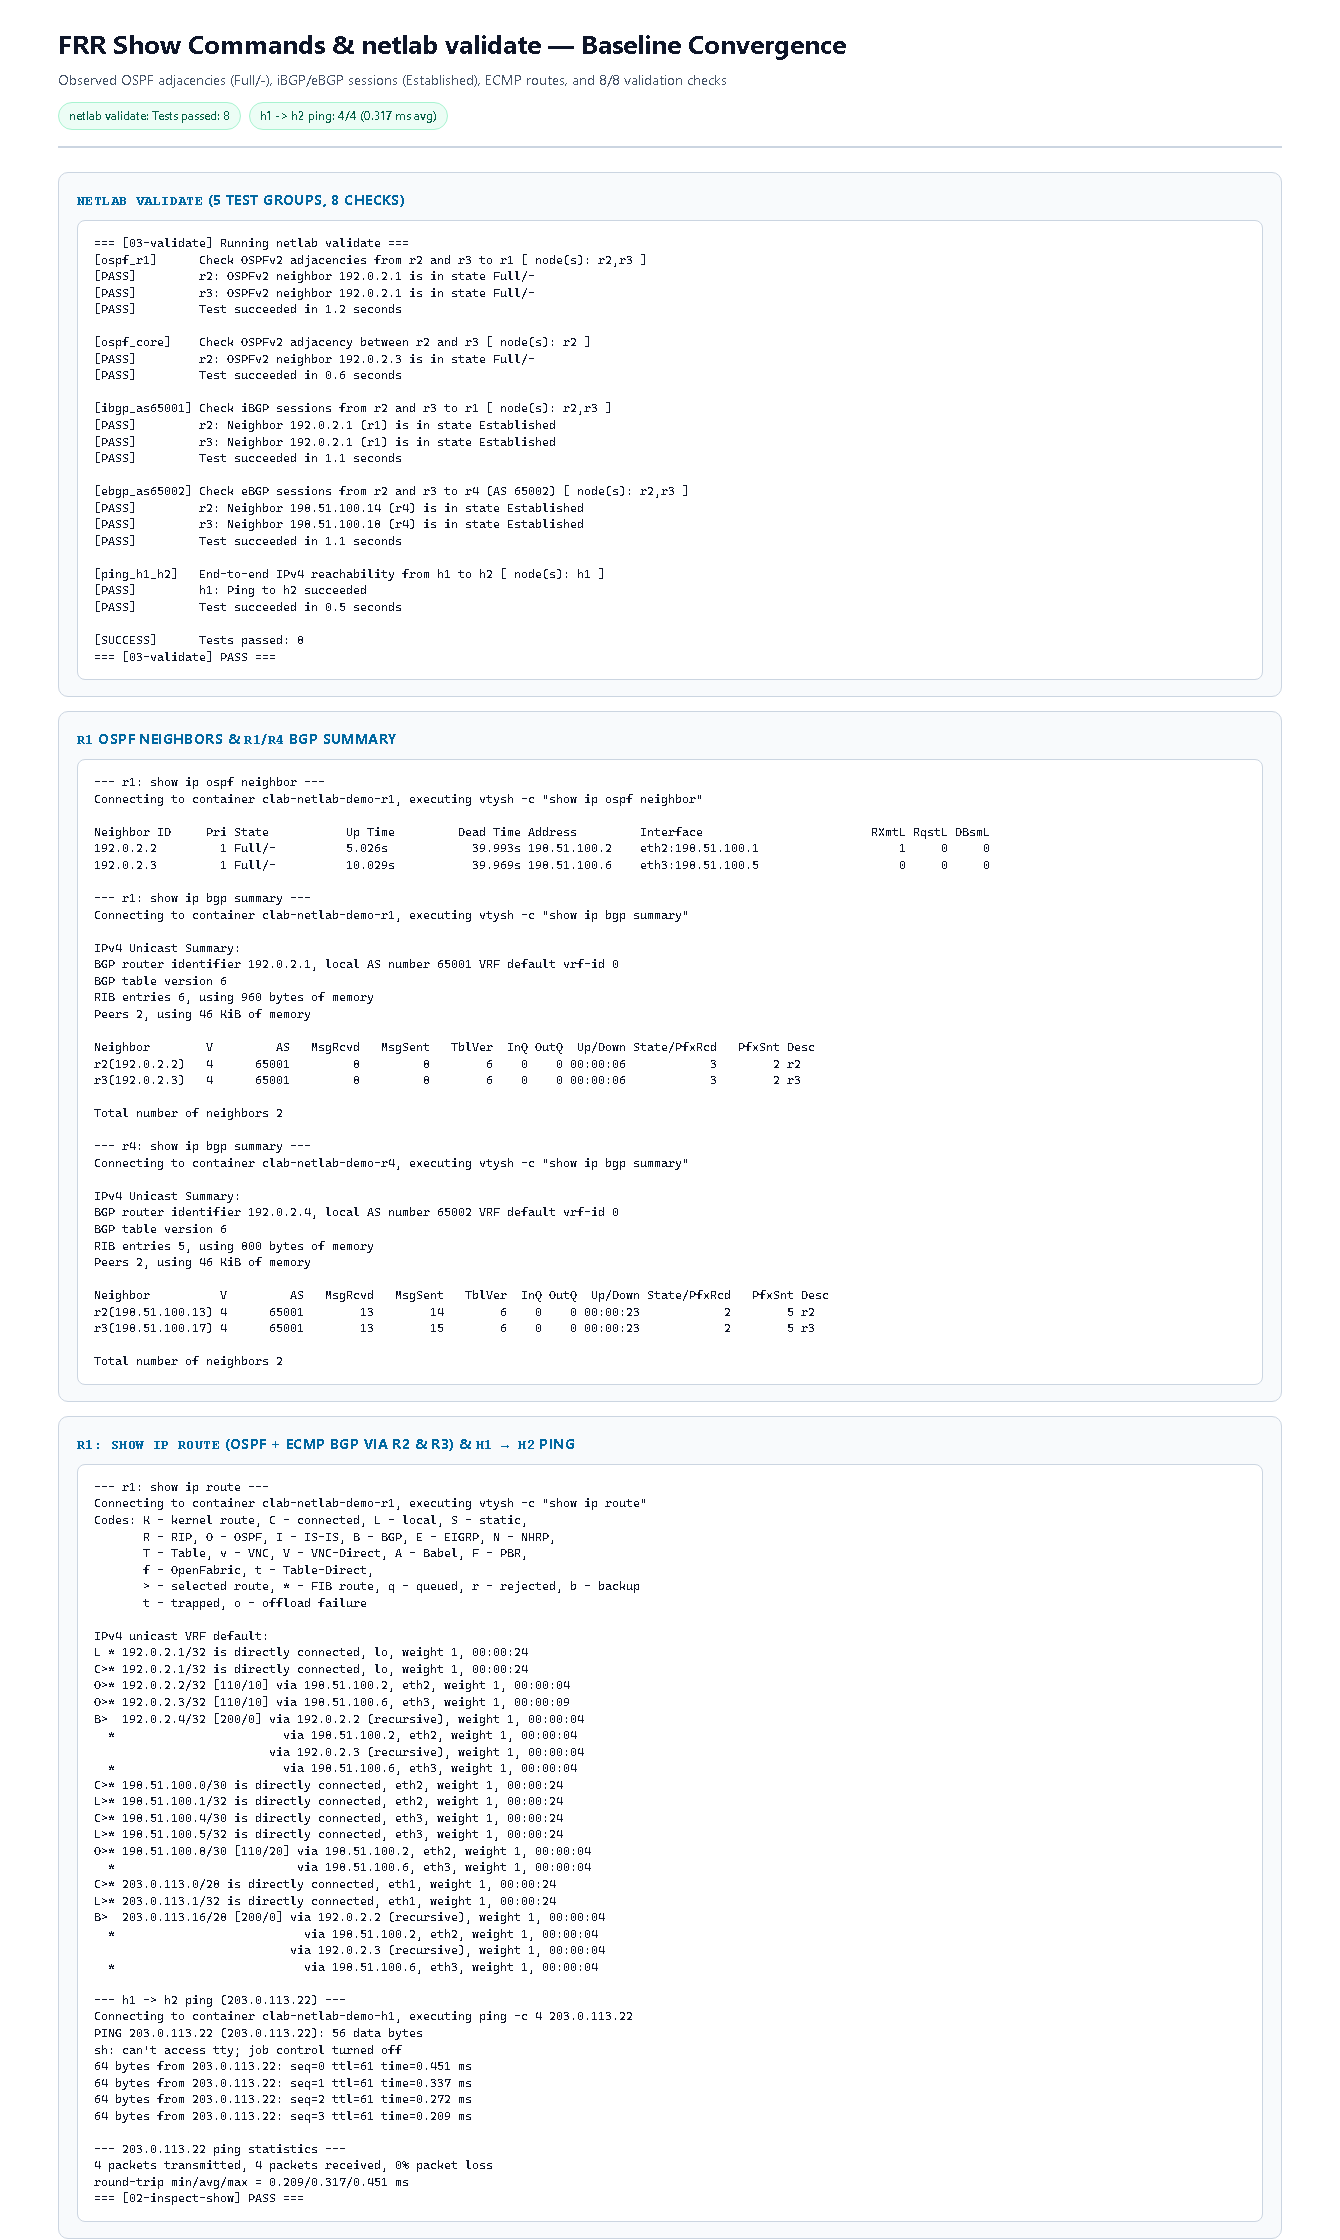 FRR Show Commands & netlab validate — Baseline Convergence
Observed OSPF adjacencies (Full/-), iBGP/eBGP sessions (Established), ECMP routes, and 8/8 validation checks
netlab validate: Tests passed: 8
h1 -> h2 ping: 4/4 (0.317 ms avg)
NETLAB VALIDATE (5 TEST GROUPS, 8 CHECKS)
=== [03-validate] Running netlab validate ===
[ospf_r1]      Check OSPFv2 adjacencies from r2 and r3 to r1 [ node(s): r2,r3 ]
[PASS]         r2: OSPFv2 neighbor 192.0.2.1 is in state Full/-
[PASS]         r3: OSPFv2 neighbor 192.0.2.1 is in state Full/-
[PASS]         Test succeeded in 1.2 seconds
[ospf_core]    Check OSPFv2 adjacency between r2 and r3 [ node(s): r2 ]
[PASS]         r2: OSPFv2 neighbor 192.0.2.3 is in state Full/-
[PASS]         Test succeeded in 0.6 seconds
[ibgp_as65001] Check iBGP sessions from r2 and r3 to r1 [ node(s): r2,r3 ]
[PASS]         r2: Neighbor 192.0.2.1 (r1) is in state Established
[PASS]         r3: Neighbor 192.0.2.1 (r1) is in state Established
[PASS]         Test succeeded in 1.1 seconds
[ebgp_as65002] Check eBGP sessions from r2 and r3 to r4 (AS 65002) [ node(s): r2,r3 ]
[PASS]         r2: Neighbor 198.51.100.14 (r4) is in state Established
[PASS]         r3: Neighbor 198.51.100.18 (r4) is in state Established
[PASS]         Test succeeded in 1.1 seconds
[ping_h1_h2]   End-to-end IPv4 reachability from h1 to h2 [ node(s): h1 ]
[PASS]         h1: Ping to h2 succeeded
[PASS]         Test succeeded in 0.5 seconds
[SUCCESS]      Tests passed: 8
=== [03-validate] PASS ===
R1 OSPF NEIGHBORS & R1/R4 BGP SUMMARY
--- r1: show ip ospf neighbor ---
Connecting to container clab-netlab-demo-r1, executing vtysh -c "show ip ospf neighbor"
Neighbor ID     Pri State           Up Time         Dead Time Address         Interface                        RXmtL RqstL DBsmL
192.0.2.2         1 Full/-          5.026s            39.993s 198.51.100.2    eth2:198.51.100.1                    1     0     0
192.0.2.3         1 Full/-          10.029s           39.969s 198.51.100.6    eth3:198.51.100.5                    0     0     0
--- r1: show ip bgp summary ---
Connecting to container clab-netlab-demo-r1, executing vtysh -c "show ip bgp summary"
IPv4 Unicast Summary:
BGP router identifier 192.0.2.1, local AS number 65001 VRF default vrf-id 0
BGP table version 6
RIB entries 6, using 960 bytes of memory
Peers 2, using 46 KiB of memory
Neighbor        V         AS   MsgRcvd   MsgSent   TblVer  InQ OutQ  Up/Down State/PfxRcd   PfxSnt Desc
r2(192.0.2.2)   4      65001         8         8        6    0    0 00:00:06            3        2 r2
r3(192.0.2.3)   4      65001         8         8        6    0    0 00:00:06            3        2 r3
Total number of neighbors 2
--- r4: show ip bgp summary ---
Connecting to container clab-netlab-demo-r4, executing vtysh -c "show ip bgp summary"
IPv4 Unicast Summary:
BGP router identifier 192.0.2.4, local AS number 65002 VRF default vrf-id 0
BGP table version 6
RIB entries 5, using 800 bytes of memory
Peers 2, using 46 KiB of memory
Neighbor          V         AS   MsgRcvd   MsgSent   TblVer  InQ OutQ  Up/Down State/PfxRcd   PfxSnt Desc
r2(198.51.100.13) 4      65001        13        14        6    0    0 00:00:23            2        5 r2
r3(198.51.100.17) 4      65001        13        15        6    0    0 00:00:23            2        5 r3
Total number of neighbors 2
R1: SHOW IP ROUTE (OSPF + ECMP BGP VIA R2 & R3) & H1 → H2 PING
--- r1: show ip route ---
Connecting to container clab-netlab-demo-r1, executing vtysh -c "show ip route"
Codes: K - kernel route, C - connected, L - local, S - static,
       R - RIP, O - OSPF, I - IS-IS, B - BGP, E - EIGRP, N - NHRP,
       T - Table, v - VNC, V - VNC-Direct, A - Babel, F - PBR,
       f - OpenFabric, t - Table-Direct,
       > - selected route, * - FIB route, q - queued, r - rejected, b - backup
       t - trapped, o - offload failure
IPv4 unicast VRF default:
L * 192.0.2.1/32 is directly connected, lo, weight 1, 00:00:24
C>* 192.0.2.1/32 is directly connected, lo, weight 1, 00:00:24
O>* 192.0.2.2/32 [110/10] via 198.51.100.2, eth2, weight 1, 00:00:04
O>* 192.0.2.3/32 [110/10] via 198.51.100.6, eth3, weight 1, 00:00:09
B>  192.0.2.4/32 [200/0] via 192.0.2.2 (recursive), weight 1, 00:00:04
  *                        via 198.51.100.2, eth2, weight 1, 00:00:04
                         via 192.0.2.3 (recursive), weight 1, 00:00:04
  *                        via 198.51.100.6, eth3, weight 1, 00:00:04
C>* 198.51.100.0/30 is directly connected, eth2, weight 1, 00:00:24
L>* 198.51.100.1/32 is directly connected, eth2, weight 1, 00:00:24
C>* 198.51.100.4/30 is directly connected, eth3, weight 1, 00:00:24
L>* 198.51.100.5/32 is directly connected, eth3, weight 1, 00:00:24
O>* 198.51.100.8/30 [110/20] via 198.51.100.2, eth2, weight 1, 00:00:04
  *                          via 198.51.100.6, eth3, weight 1, 00:00:04
C>* 203.0.113.0/28 is directly connected, eth1, weight 1, 00:00:24
L>* 203.0.113.1/32 is directly connected, eth1, weight 1, 00:00:24
B>  203.0.113.16/28 [200/0] via 192.0.2.2 (recursive), weight 1, 00:00:04
  *                           via 198.51.100.2, eth2, weight 1, 00:00:04
                            via 192.0.2.3 (recursive), weight 1, 00:00:04
  *                           via 198.51.100.6, eth3, weight 1, 00:00:04
--- h1 -> h2 ping (203.0.113.22) ---
Connecting to container clab-netlab-demo-h1, executing ping -c 4 203.0.113.22
PING 203.0.113.22 (203.0.113.22): 56 data bytes
sh: can't access tty; job control turned off
64 bytes from 203.0.113.22: seq=0 ttl=61 time=0.451 ms
64 bytes from 203.0.113.22: seq=1 ttl=61 time=0.337 ms
64 bytes from 203.0.113.22: seq=2 ttl=61 time=0.272 ms
64 bytes from 203.0.113.22: seq=3 ttl=61 time=0.209 ms
--- 203.0.113.22 ping statistics ---
4 packets transmitted, 4 packets received, 0% packet loss
round-trip min/avg/max = 0.209/0.317/0.451 ms
=== [02-inspect-show] PASS ===